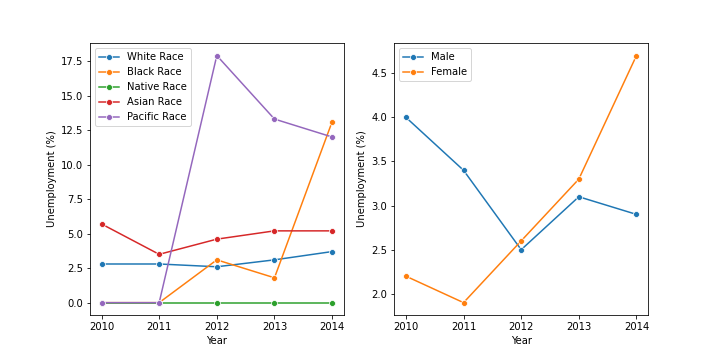 White Race
Black Race
Native Race
Asian Race
Pacific Race
Unemployment (%)
17.5
15.0
12.5
10.0
7.5
5.0
2.5
0.0
2010 2011 2012 2013 2014
Year
Male
Female
Unemployment (%)
4.5
4.0
3.5
3.0
2.5
2.0
2010 2011 2012 2013 2014
Year